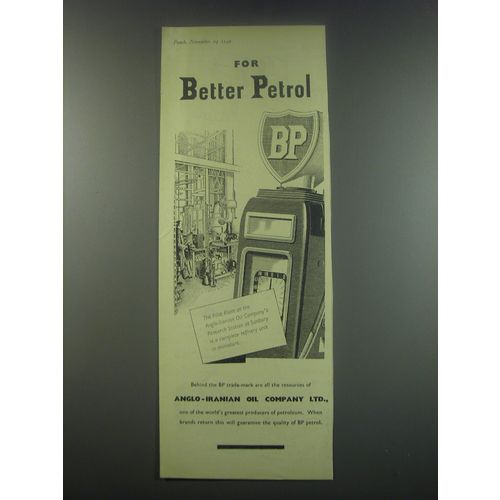 Punch, November 24 1948
FOR
Better Petrol
BP
The Pilot Room at the
Anglo-Iranian Oil Company's
Research Station at Sunbury
is a complete refinery unit
in miniature.
Behind the BP trade-mark are all the resources of
ANGLO-IRANIAN OIL COMPANY LTD.,
one of the world's greatest producers of petroleum. When
brands return this will guarantee the quality of BP petrol.